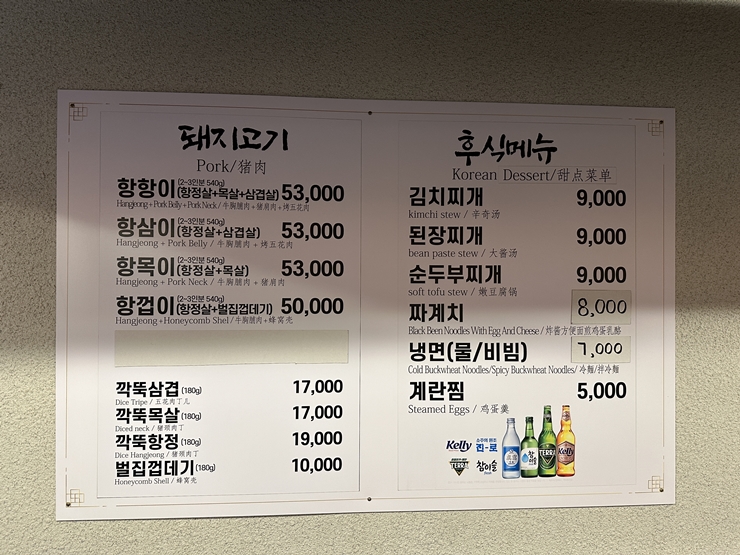 돼지고기
Pork/猪肉
항항이 (2~3인분 540g) (항정살+목살+삼겹살) 53,000
Hangjeong + Pork Belly + Pork Neck / 牛胸腩肉 + 猪肩肉 + 烤五花肉
항삼이 (2~3인분 540g) (항정살+삼겹살) 53,000
Hangjeong + Pork Belly / 牛胸腩肉 + 烤五花肉
항목이 (2~3인분 540g) (항정살+목살) 53,000
Hangjeong + Pork Neck / 牛胸腩肉 + 猪肩肉
항껍이 (2~3인분 540g) (항정살+벌집껍데기) 50,000
Hangjeong +Honeycomb Shel / 牛胸腩肉 + 蜂窝壳
깍뚝삼겹 (180g) 17,000
Dice Tripe / 五花肉丁儿
깍뚝목살 (180g) 17,000
Diced neck / 猪颈肉丁
깍뚝항정 (180g) 19,000
Dice Hangjeong / 猪颈肉丁
벌집껍데기 (180g) 10,000
Honeycomb Shell / 蜂窝壳
후식메뉴
Korean Dessert/甜点菜单
김치찌개 9,000
kimchi stew / 辛奇汤
된장찌개 9,000
bean paste stew / 大酱汤
순두부찌개 9,000
soft tofu stew / 嫩豆腐锅
짜계치 8,000
Black Been Noodles With Egg And Cheese / 炸酱方便面煎鸡蛋乳酪
냉면(물/비빔) 7,000
Cold Buckwheat Noodles/Spicy Buckwheat Noodles/ 冷麵/拌冷麵
계란찜 5,000
Steamed Eggs / 鸡蛋羹
Kelly
소주의 원조
진-로
TERRA
참이슬
TERRA
Kelly